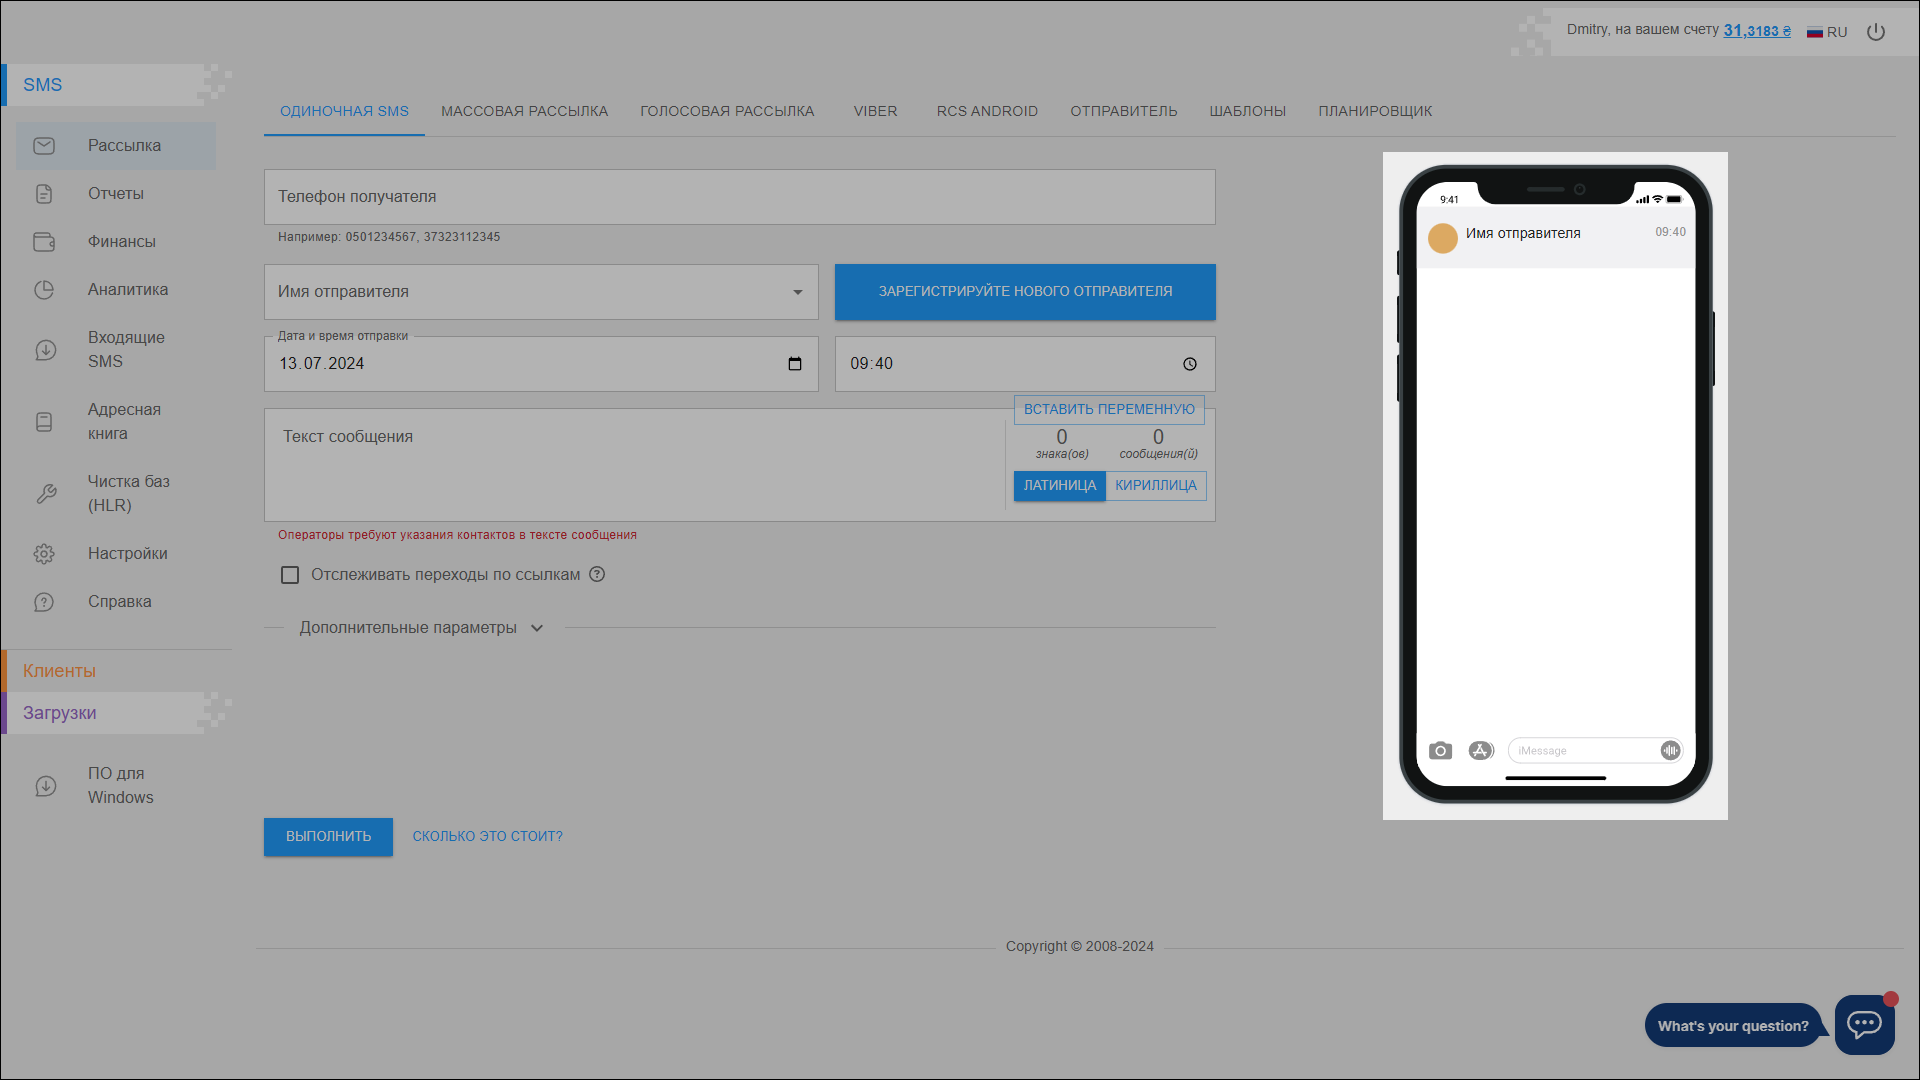 Dmitry, на вашем счету 31,3183 ₴ RU
SMS
Рассылка
Отчеты
Финансы
Аналитика
Входящие
SMS
Адресная
книга
Чистка баз
(HLR)
Настройки
Справка
Клиенты
Загрузки
ПО для
Windows
ОДИНОЧНАЯ SMS МАССОВАЯ РАССЫЛКА ГОЛОСОВАЯ РАССЫЛКА VIBER RCS ANDROID ОТПРАВИТЕЛЬ ШАБЛОНЫ ПЛАНИРОВЩИК
Телефон получателя
Например: 0501234567, 37323112345
Имя отправителя ЗАРЕГИСТРИРУЙТЕ НОВОГО ОТПРАВИТЕЛЯ
Дата и время отправки
13.07.2024 09:40
ВСТАВИТЬ ПЕРЕМЕННУЮ
Текст сообщения
0 0
знака(ов) сообщения(й)
ЛАТИНИЦА КИРИЛЛИЦА
Операторы требуют указания контактов в тексте сообщения
Отслеживать переходы по ссылкам
Дополнительные параметры
ВЫПОЛНИТЬ СКОЛЬКО ЭТО СТОИТ?
9:41
Имя отправителя 09:40
iMessage
Copyright © 2008-2024
What's your question?